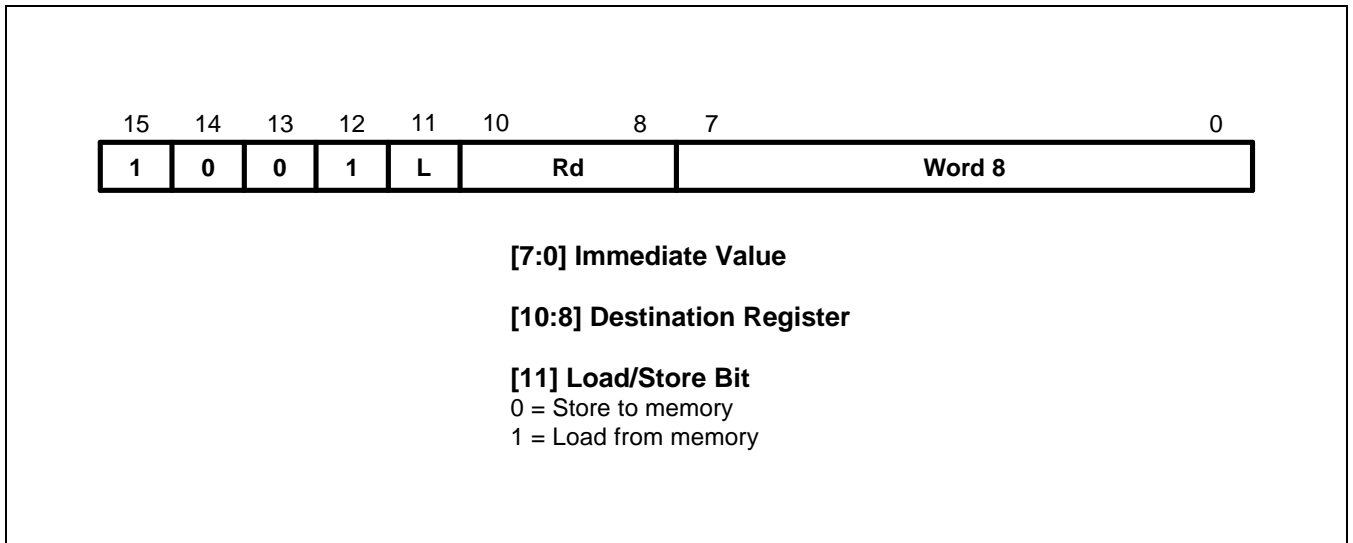 15 14 13 12 11 10 8 7 0
1 0 0 1 L Rd Word 8
[7:0] Immediate Value
[10:8] Destination Register
[11] Load/Store Bit
0 = Store to memory
1 = Load from memory